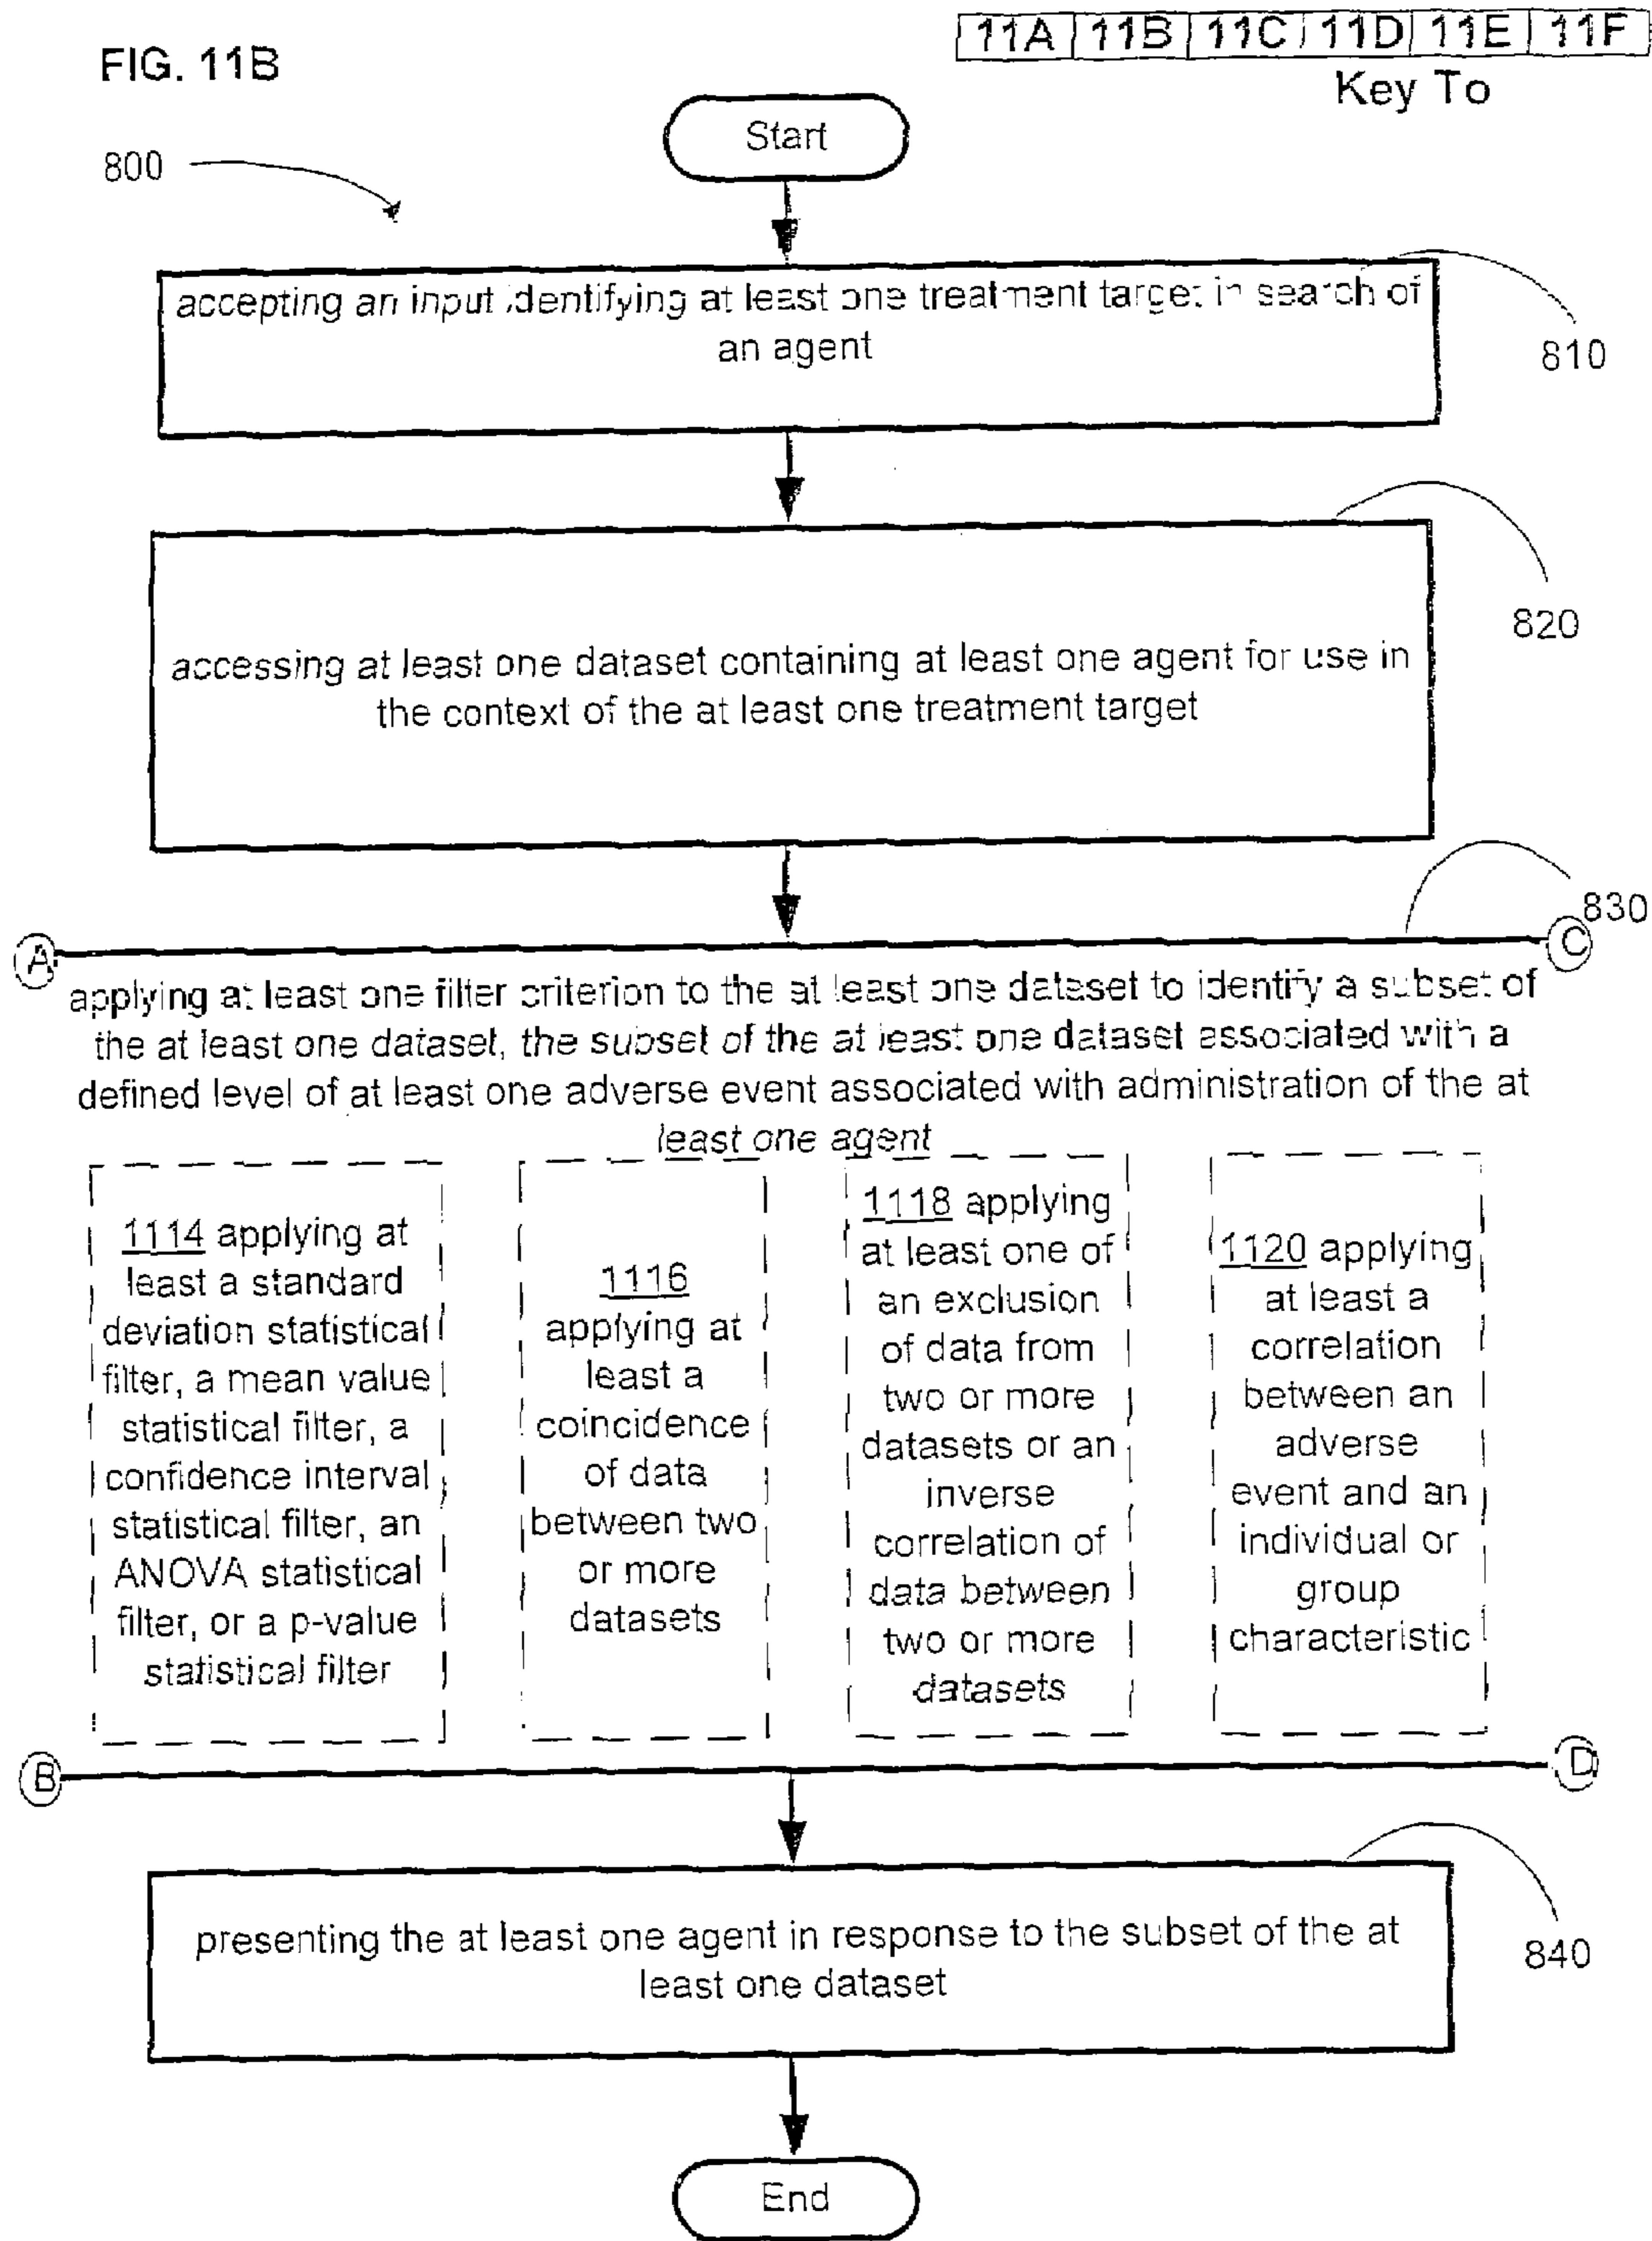 FIG. 11B
11A 11B 11C 11D 11E 11F
Key To
Start
800
accepting an input identifying at least one treatment target in search of
an agent
810
820
accessing at least one dataset containing at least one agent for use in
the context of the at least one treatment target
830
A
C
applying at least one filter criterion to the at least one dataset to identify a subset of
the at least one dataset, the subset of the at least one dataset associated with a
defined level of at least one adverse event associated with administration of the at
least one agent
1114 applying at
least a standard
deviation statistical
filter, a mean value
statistical filter, a
confidence interval
statistical filter, an
ANOVA statistical
filter, or a p-value
statistical filter
1116
applying at
least a
coincidence
of data
between two
or more
datasets
1118 applying
at least one of
an exclusion
of data from
two or more
datasets or an
inverse
correlation of
data between
two or more
datasets
1120 applying
at least a
correlation
between an
adverse
event and an
individual or
group
characteristic
B
D
840
presenting the at least one agent in response to the subset of the at
least one dataset
End